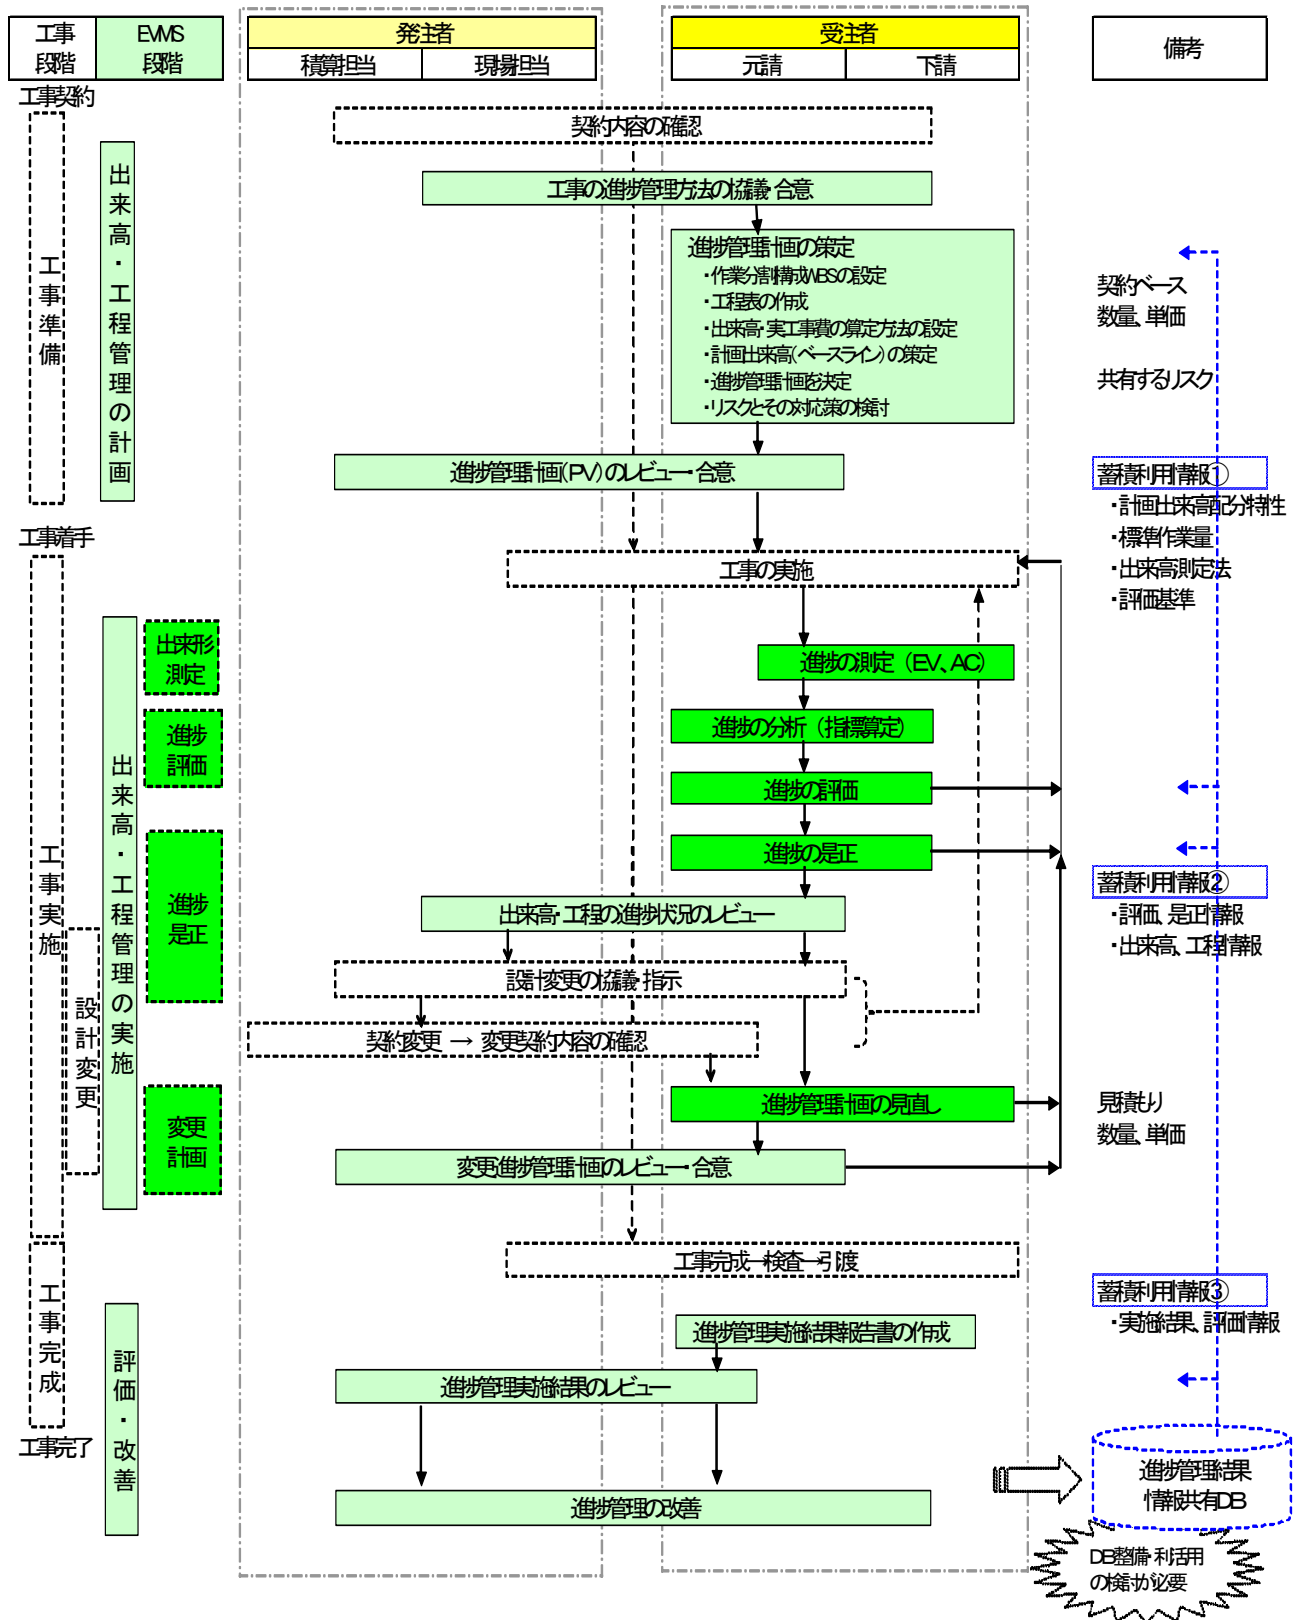 工事
段階
EVMS
段階
発注者
積算担当
現場担当
受注者
元請
下請
備考
工事契約
契約内容の確認
工事の進捗管理方法の協議・合意
進捗管理計画の策定
・作業分割構成WBSの設定
・工程表の作成
・出来高・実工事費の算定方法の設定
・計画出来高(ベースライン)の策定
・進捗管理計画を決定
・リスクとその対応策の検討
契約ベース
数量、単価
共有するリスク
工事準備
出来高・工程管理の計画
進捗管理計画(PV)のレビュー・合意
蓄積利用情報①
・計画出来高配分特性
・標準作業量
・出来高測定法
・評価基準
工事着手
工事の実施
出来形
測定
進捗の測定（EV、AC）
進捗
評価
進捗の分析（指標算定）
進捗の評価
進捗の是正
工事実施
出来高・工程管理の実施
進捗
是正
蓄積利用情報②
・評価、是正情報
・出来高、工程情報
出来高・工程の進捗状況のレビュー
設計変更の協議・指示
設計変更
契約変更 → 変更契約内容の確認
変更
計画
進捗管理計画の見直し
見積もり
数量、単価
変更進捗管理計画のレビュー・合意
工事完成→検査→引渡
工事完成
評価・改善
蓄積利用情報③
・実施結果、評価情報
進捗管理実施結果報告書の作成
進捗管理実施結果のレビュー
工事完了
進捗管理の改善
進捗管理結果
情報共有DB
DB整備・利活用
の検討が必要